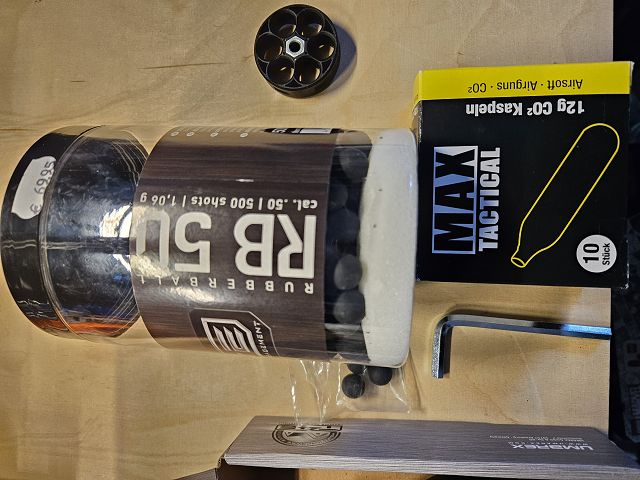 € 69,95
RUBBERBALL
RB 50
cal. .50 | 500 shots | 1,06 g
Airsoft · Airguns · CO²
12g CO² Kaspeln
MAX
TACTICAL
10
Stück
UMAREX